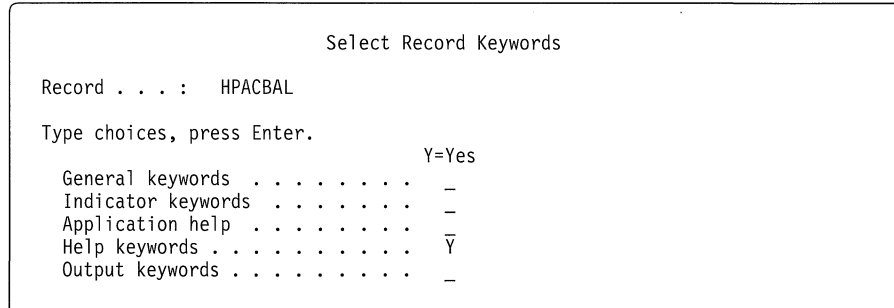 Select Record Keywords
Record . . . : HPACBAL
Type choices, press Enter.
Y=Yes
General keywords . . . . . . . . _
Indicator keywords . . . . . . . _
Application help . . . . . . . . _
Help keywords . . . . . . . . . . Y
Output keywords . . . . . . . . . _